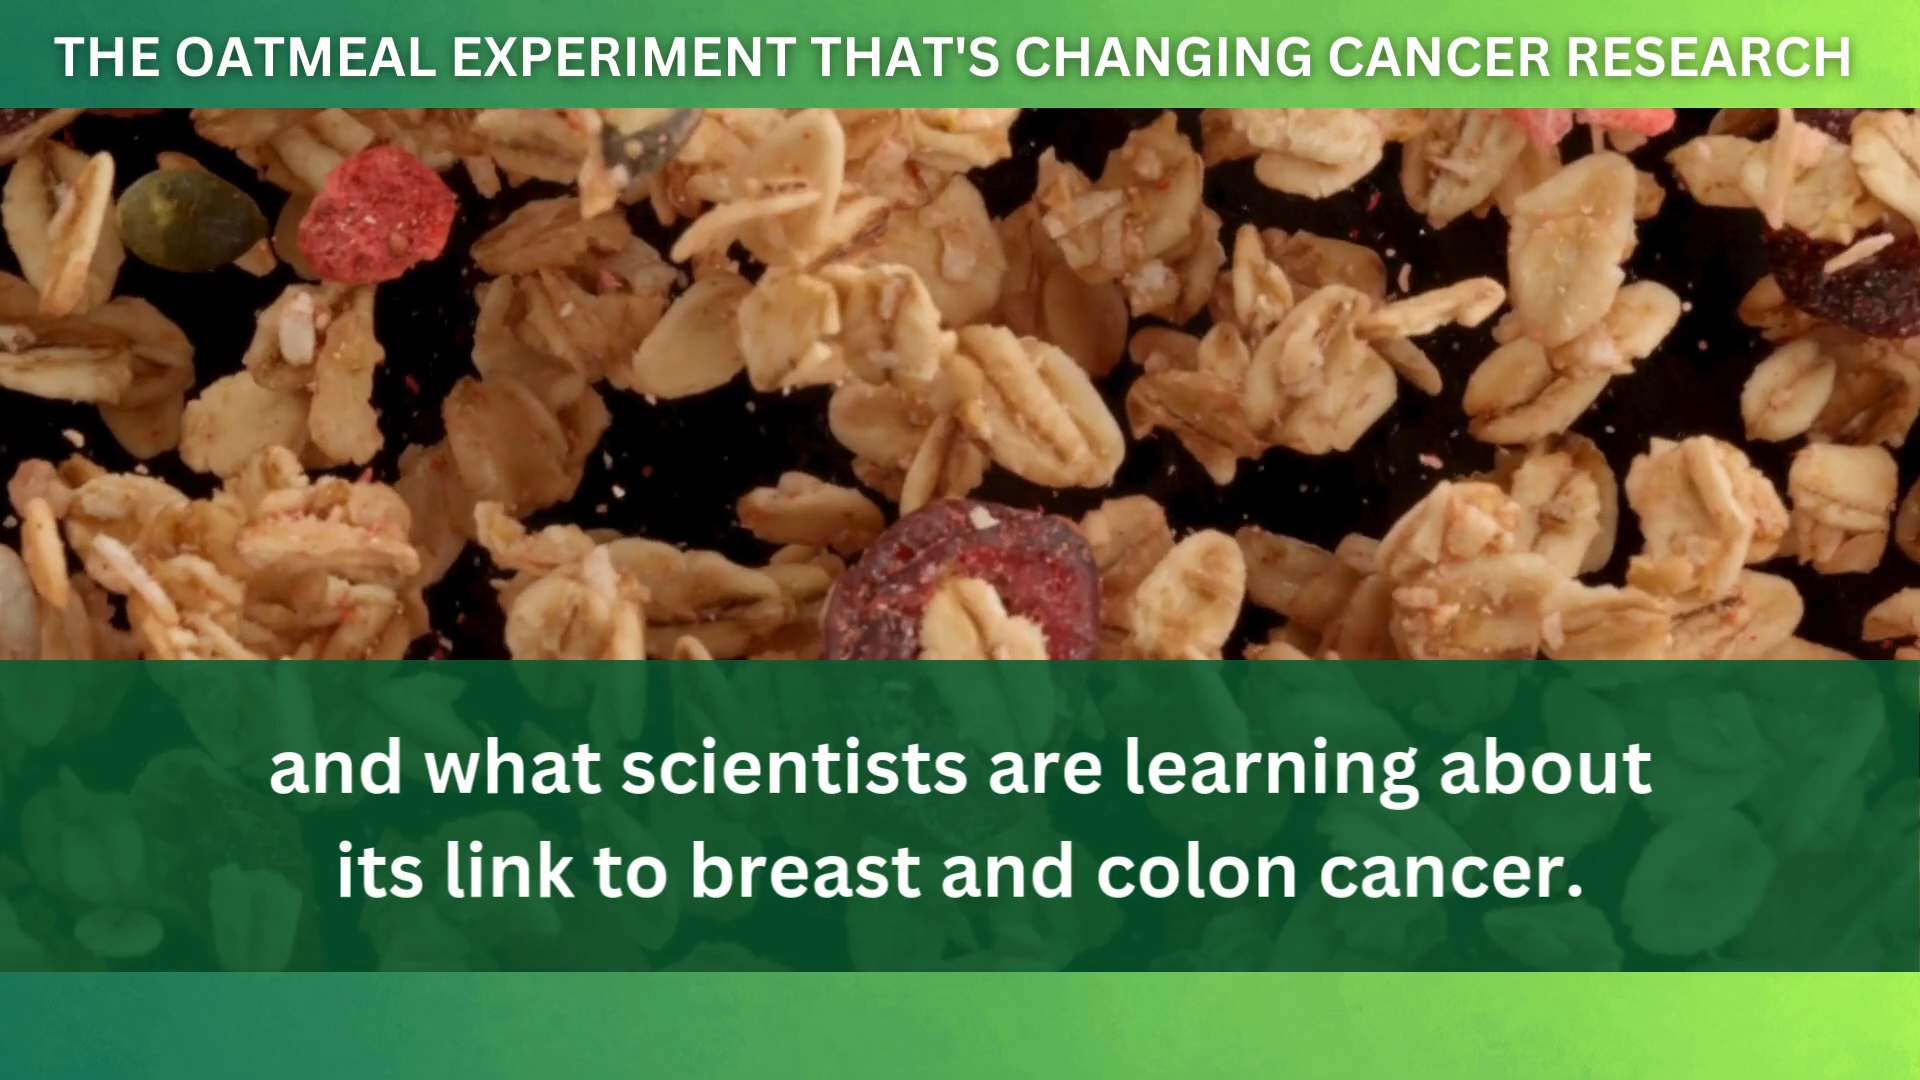 THE OATMEAL EXPERIMENT THAT'S CHANGING CANCER RESEARCH
and what scientists are learning about
its link to breast and colon cancer.